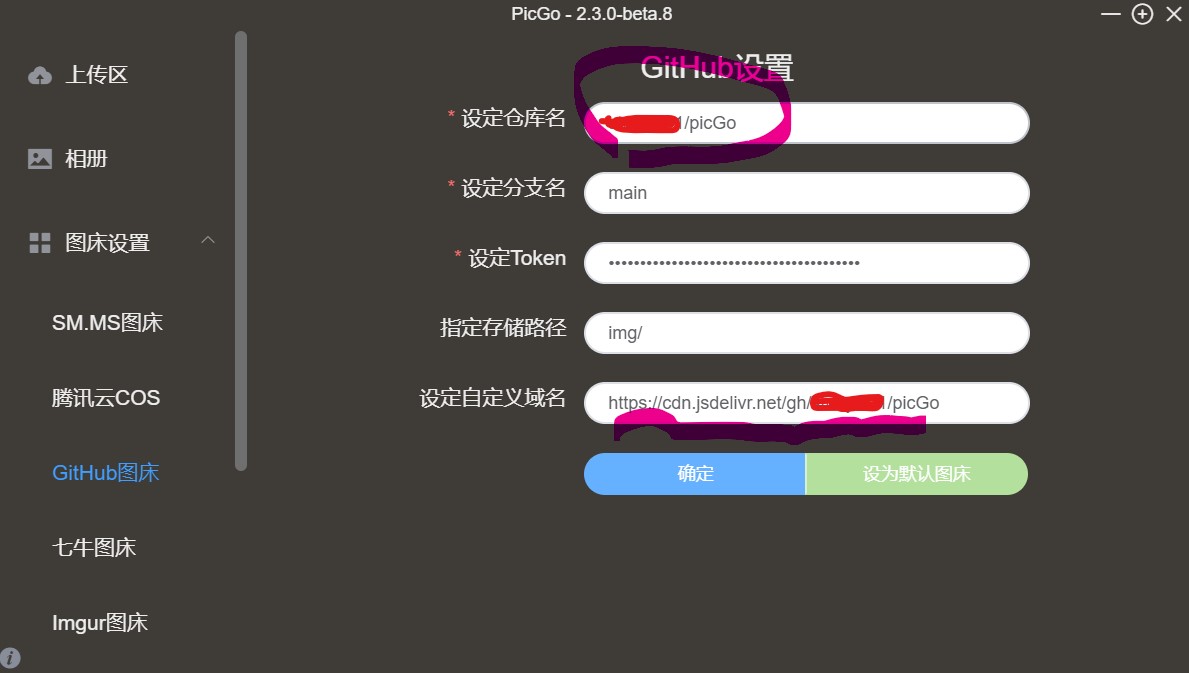 PicGo - 2.3.0-beta.8
上传区
相册
图床设置
SM.MS图床
腾讯云COS
GitHub图床
七牛图床
Imgur图床
GitHub设置
* 设定仓库名
1/picGo
* 设定分支名
main
* 设定Token
••••••••••••••••••••••••••••••••••••••••
指定存储路径
img/
设定自定义域名
https://cdn.jsdelivr.net/gh/ 1/picGo
确定
设为默认图床